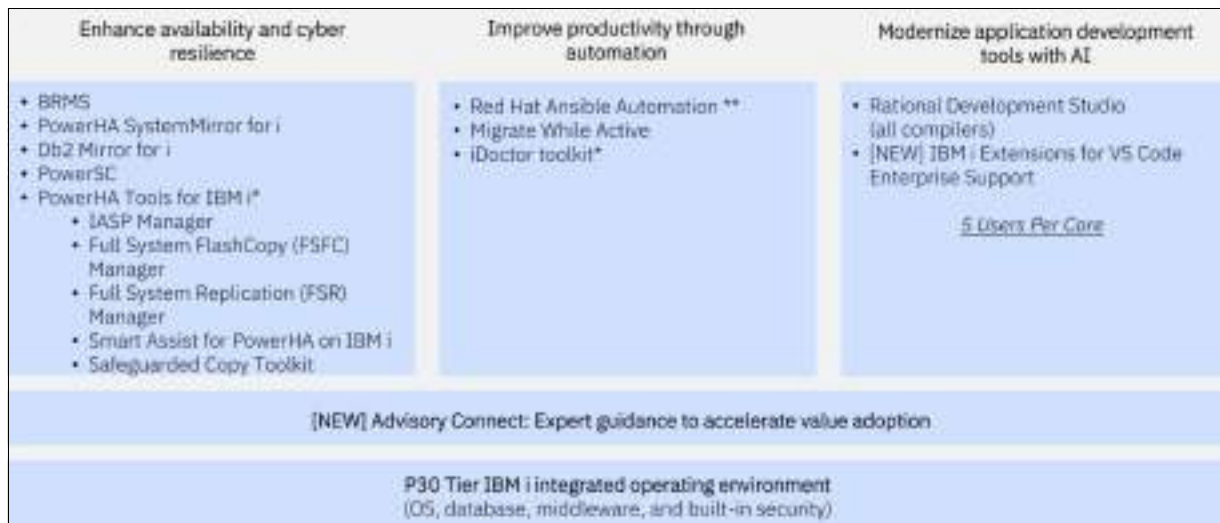 Enhance availability and cyber
resilience
• BRMS
• PowerHA SystemMirror for i
• Db2 Mirror for i
• PowerSC
• PowerHA Tools for IBM i*
• IASP Manager
• Full System FlashCopy (FSFC)
Manager
• Full System Replication (FSR)
Manager
• Smart Assist for PowerHA on IBM i
• Safeguarded Copy Toolkit
Improve productivity through
automation
• Red Hat Ansible Automation **
• Migrate While Active
• iDoctor toolkit*
Modernize application development
tools with AI
• Rational Development Studio
(all compilers)
• [NEW] IBM i Extensions for VS Code
Enterprise Support
5 Users Per Core
[NEW] Advisory Connect: Expert guidance to accelerate value adoption
P30 Tier IBM i integrated operating environment
(OS, database, middleware, and built-in security)